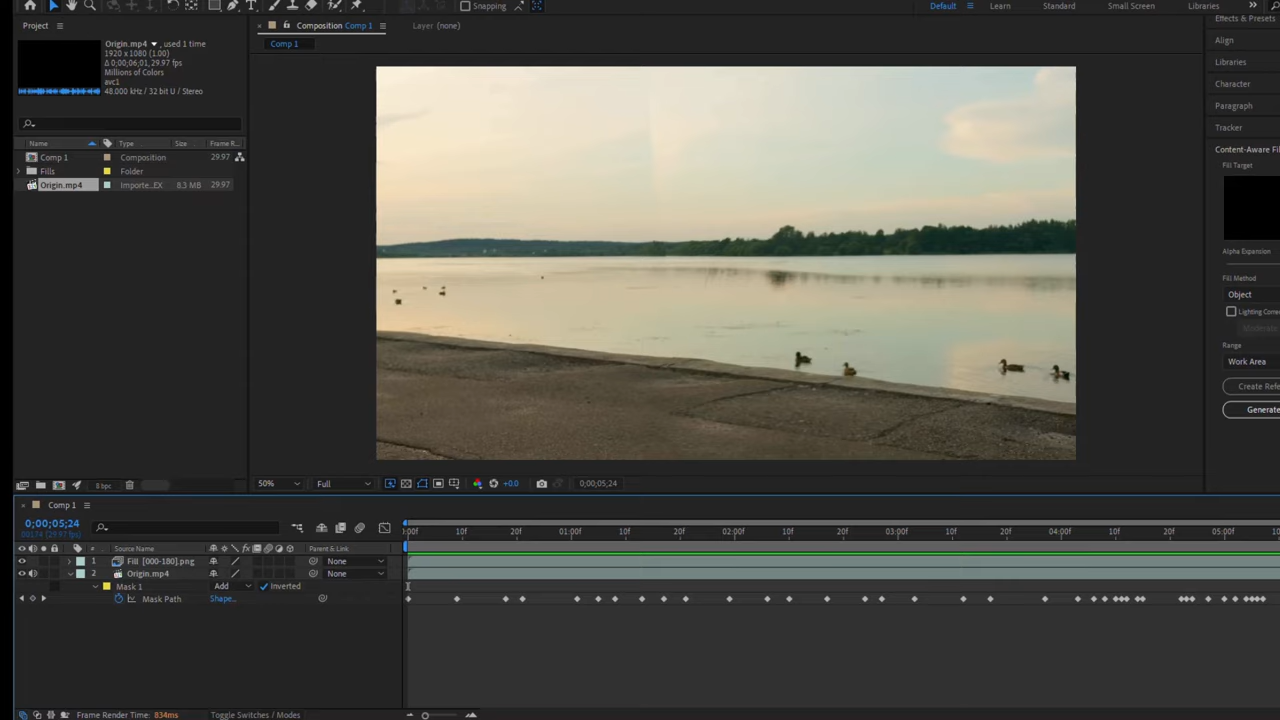 Snapping
Default
Learn
Standard
Small Screen
Libraries
Project
Composition Comp 1
Layer (none)
Effects & Presets
Origin.mp4 , used 1 time
1920 x 1080 (1.00)
Δ 0;00;06;01, 29.97 fps
Millions of Colors
avc1
48.000 kHz / 32 bit U / Stereo
Comp 1
Align
Libraries
Character
Paragraph
Tracker
Content-Aware Fil
Fill Target
Name
Type
Size
Frame R...
Comp 1
Composition
29.97
Fills
Folder
Origin.mp4
Importe...EX
8.3 MB
29.97
Alpha Expansion
Fill Method
Object
Lighting Corre
Moderate
Range
Work Area
Create Refe
Generate
8 bpc
50%
Full
+0.0
0;00;05;24
Comp 1
0;00;05;24
00174 (29.97 fps)
:00f
10f
20f
01:00f
10f
20f
02:00f
10f
20f
03:00f
10f
20f
04:00f
10f
20f
05:00f
10f
#
Source Name
Parent & Link
1
Fill [000-180].png
None
2
Origin.mp4
None
Mask 1
Add
Inverted
Mask Path
Shape...
Frame Render Time: 834ms
Toggle Switches / Modes